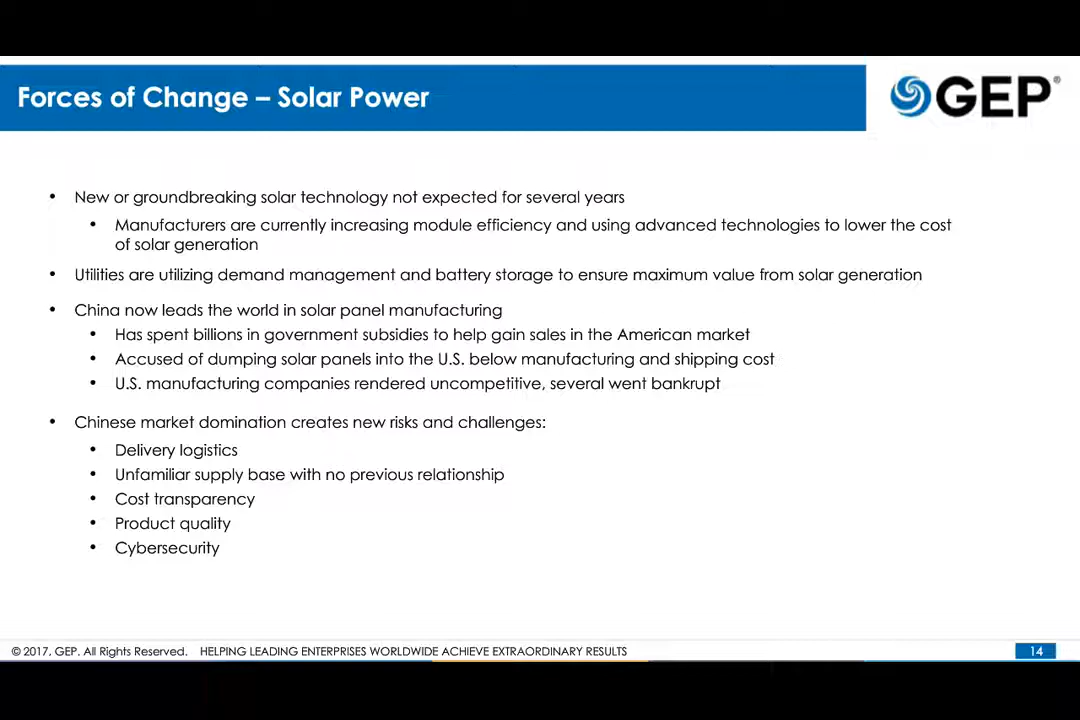 Forces of Change – Solar Power
GEP®
• New or groundbreaking solar technology not expected for several years
• Manufacturers are currently increasing module efficiency and using advanced technologies to lower the cost
of solar generation
• Utilities are utilizing demand management and battery storage to ensure maximum value from solar generation
• China now leads the world in solar panel manufacturing
• Has spent billions in government subsidies to help gain sales in the American market
• Accused of dumping solar panels into the U.S. below manufacturing and shipping cost
• U.S. manufacturing companies rendered uncompetitive, several went bankrupt
• Chinese market domination creates new risks and challenges:
• Delivery logistics
• Unfamiliar supply base with no previous relationship
• Cost transparency
• Product quality
• Cybersecurity
© 2017, GEP. All Rights Reserved. HELPING LEADING ENTERPRISES WORLDWIDE ACHIEVE EXTRAORDINARY RESULTS
14